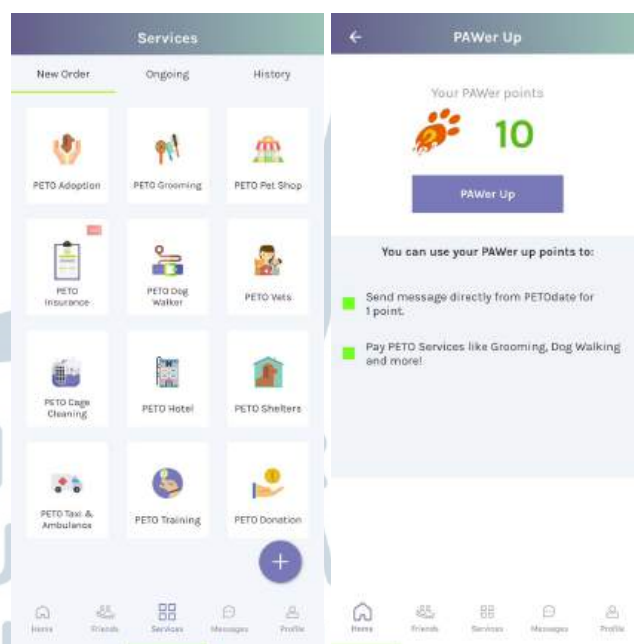 Services
New Order Ongoing History
PETO Adoption PETO Grooming PETO Pet Shop
PETO
Insurance
PETO Dog
Walker
PETO Vets
PETO Cage
Cleaning
PETO Hotel
PETO Shelters
PETO Taxi &
Ambulance
PETO Training
PETO Donation
+
Home Friends Services Messages Profile
PAWer Up
Your PAWer points
10
PAWer Up
You can use your PAWer up points to:
Send message directly from PETOdate for
1 point.
Pay PETO Services like Grooming, Dog Walking
and more!
Home Friends Services Messages Profile